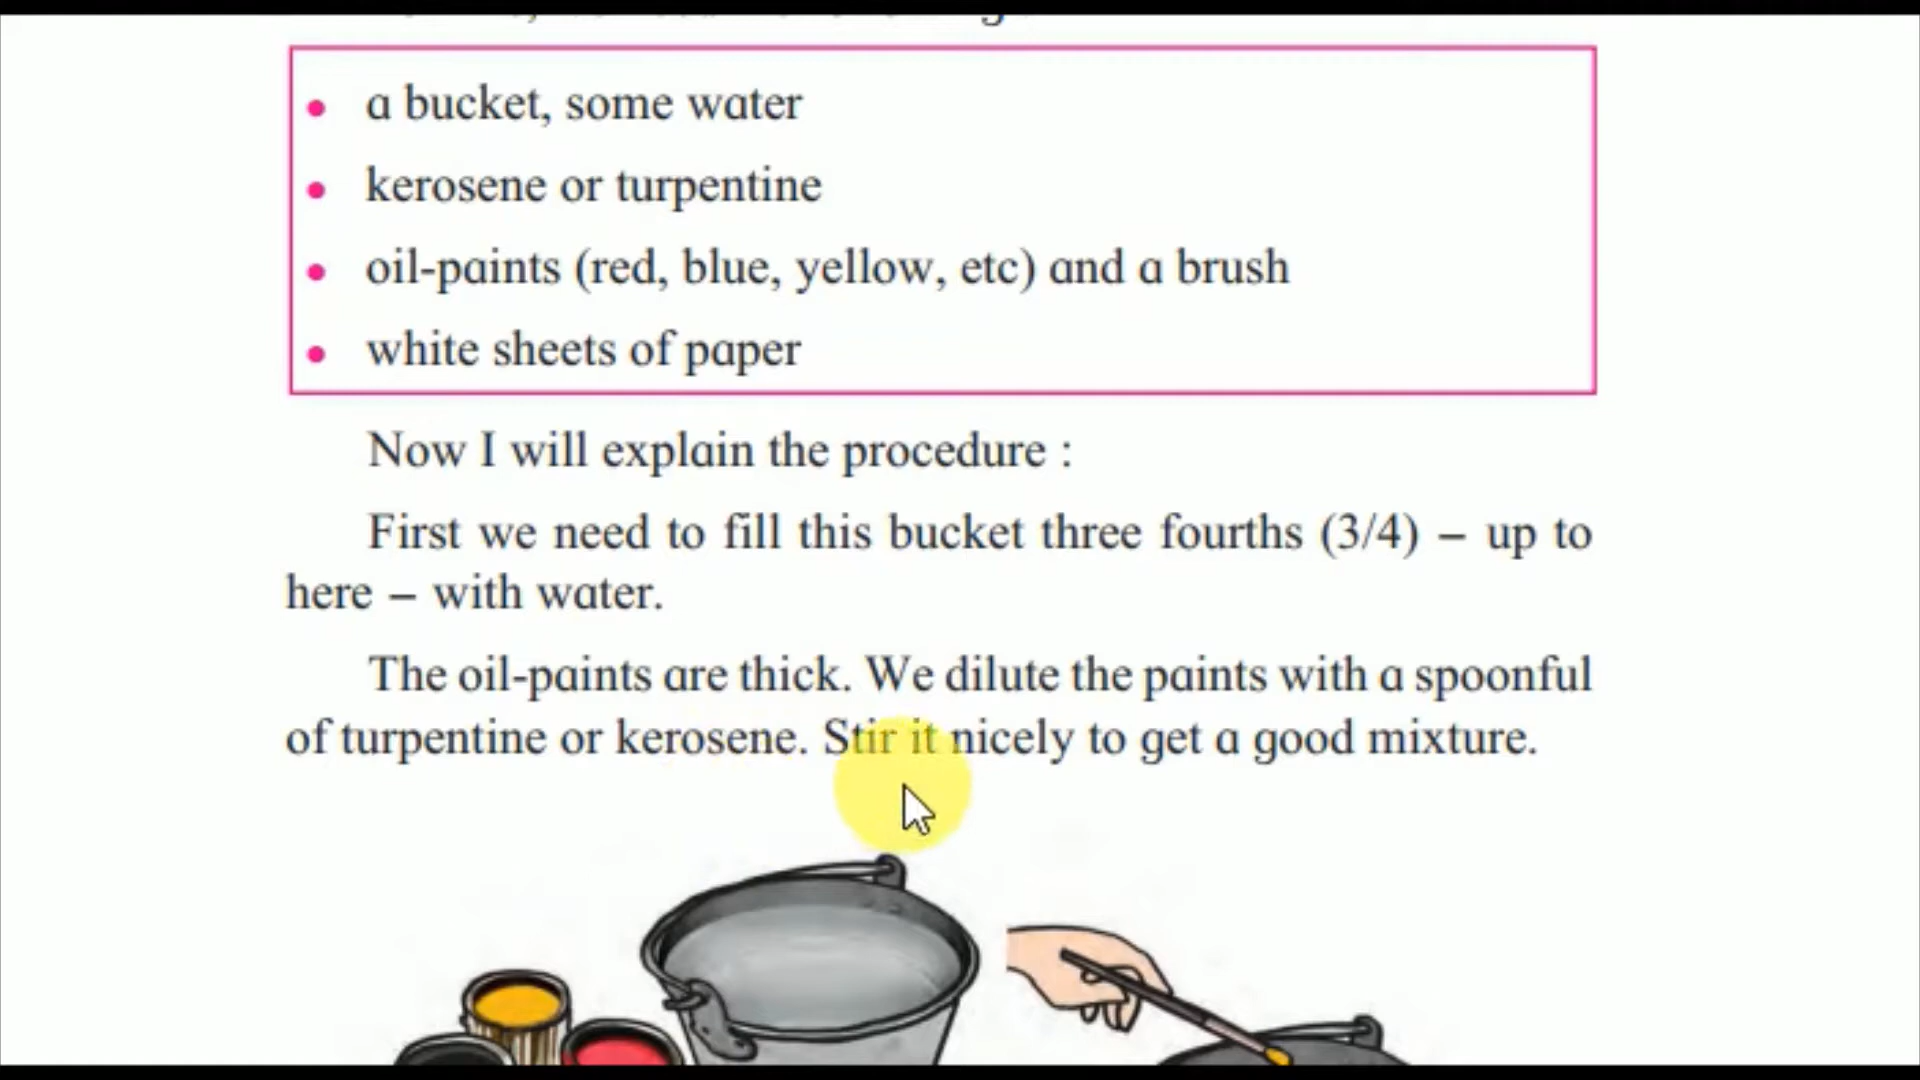 • a bucket, some water
• kerosene or turpentine
• oil-paints (red, blue, yellow, etc) and a brush
• white sheets of paper
Now I will explain the procedure :
First we need to fill this bucket three fourths (3/4) – up to
here – with water.
The oil-paints are thick. We dilute the paints with a spoonful
of turpentine or kerosene. Stir it nicely to get a good mixture.